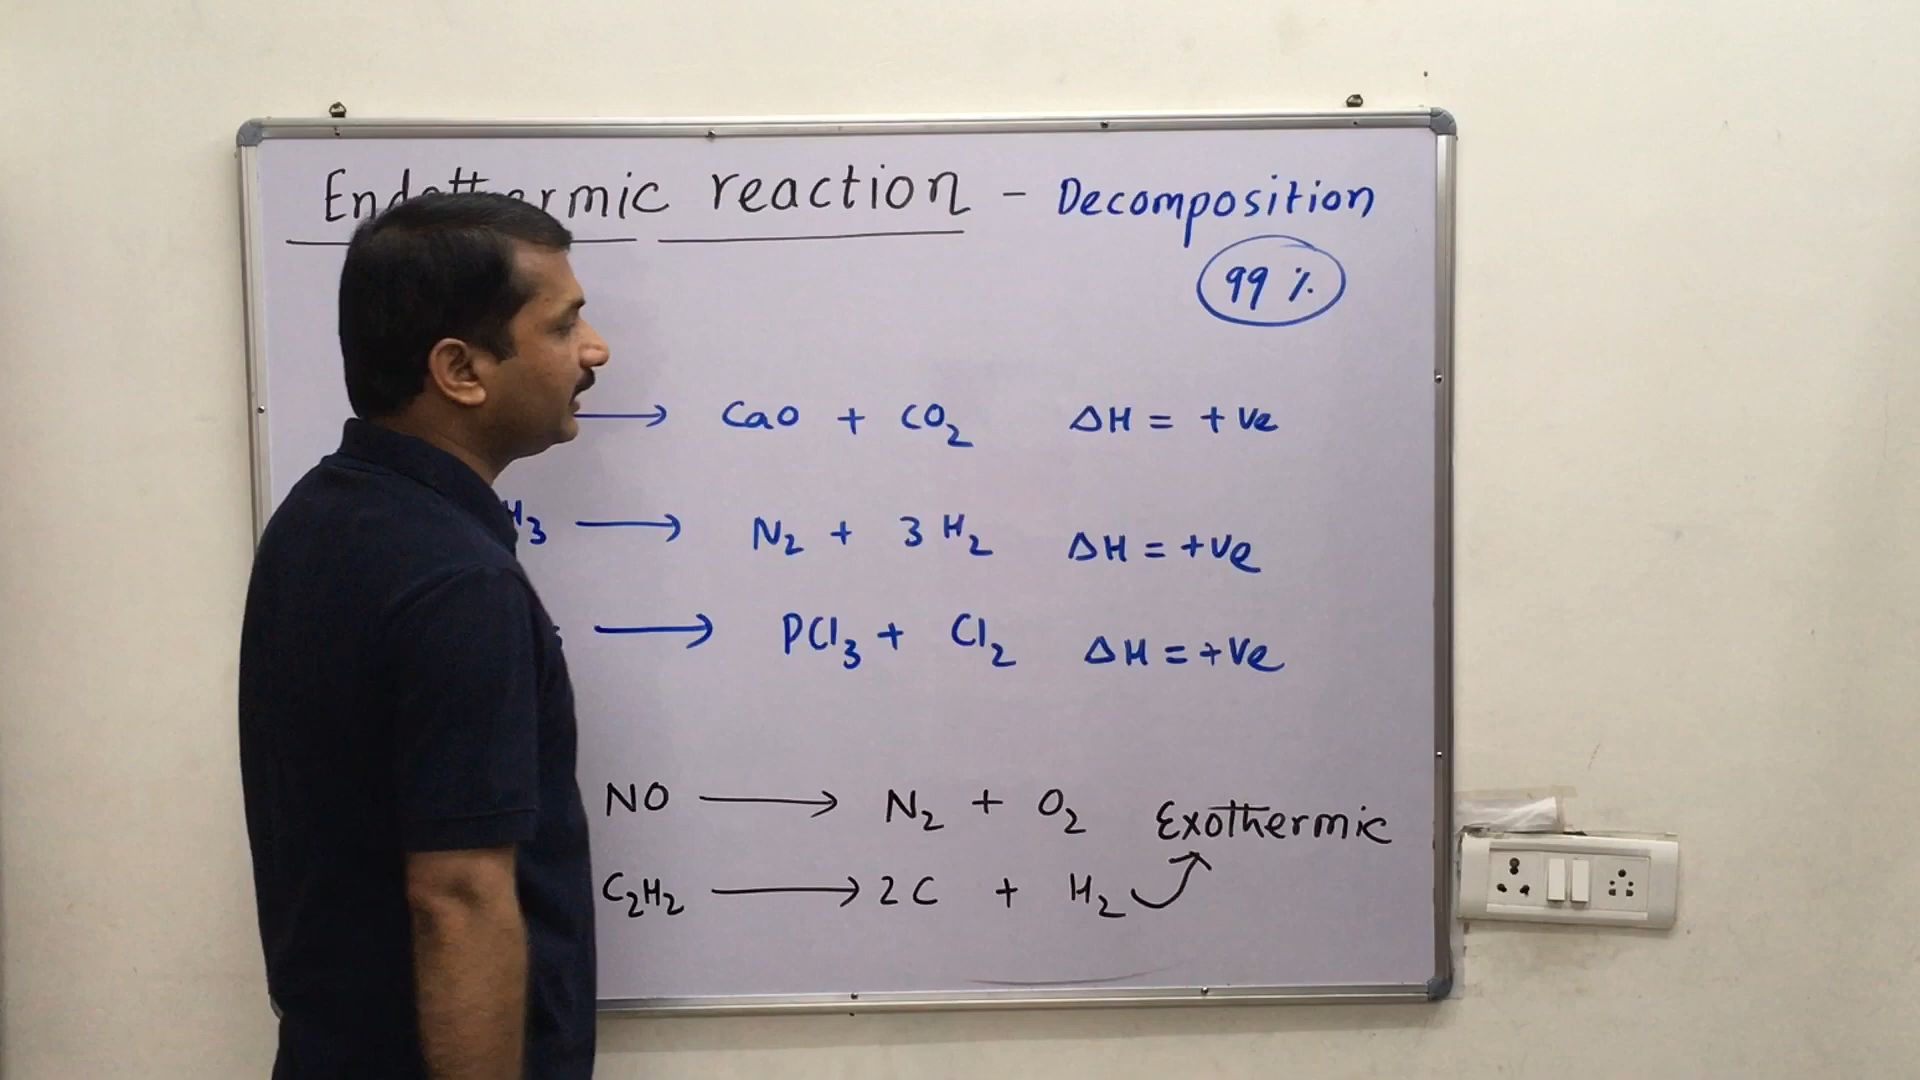 Endothermic reaction - Decomposition
99 %
→ CaO + CO₂ ΔH = +ve
H₃ → N₂ + 3 H₂ ΔH = +ve
→ PCl₃ + Cl₂ ΔH = +ve
NO → N₂ + O₂ Exothermic
C₂H₂ → 2 C + H₂